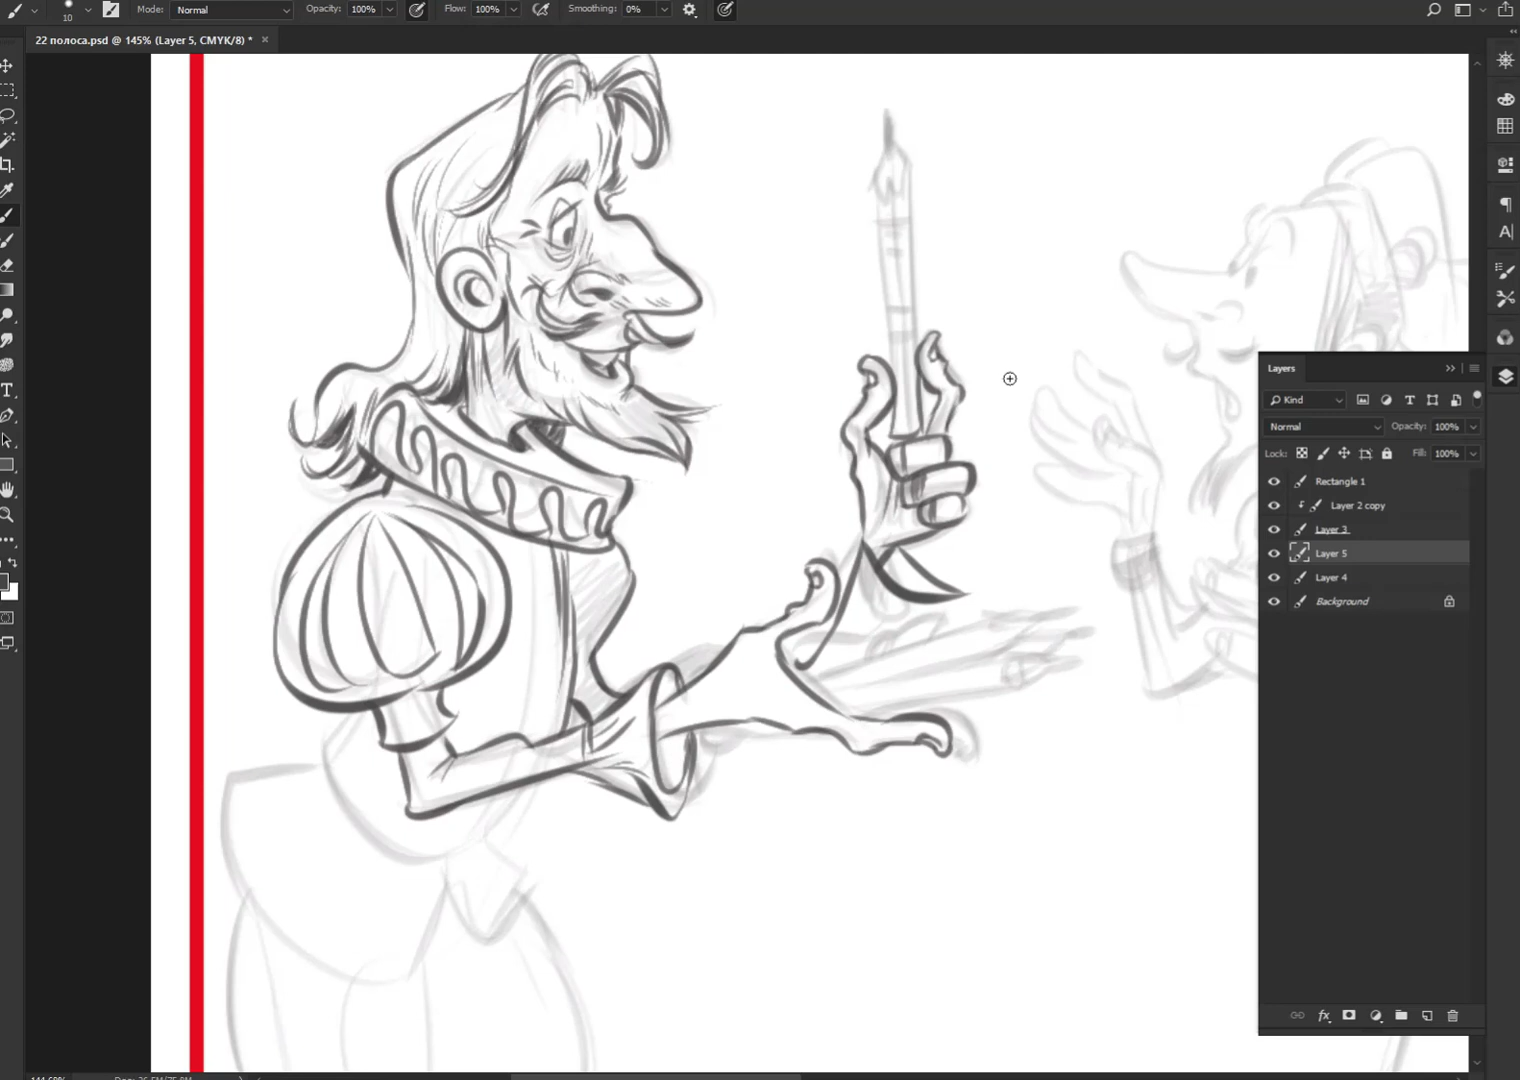 10 Mode: Normal Opacity: 100% Flow: 100% Smoothing: 0%
22 полоса.psd @ 145% (Layer 5, CMYK/8) * ×
Layers
Kind
Normal Opacity: 100%
Lock: Fill: 100%
Rectangle 1
Layer 2 copy
Layer 3
Layer 5
Layer 4
Background